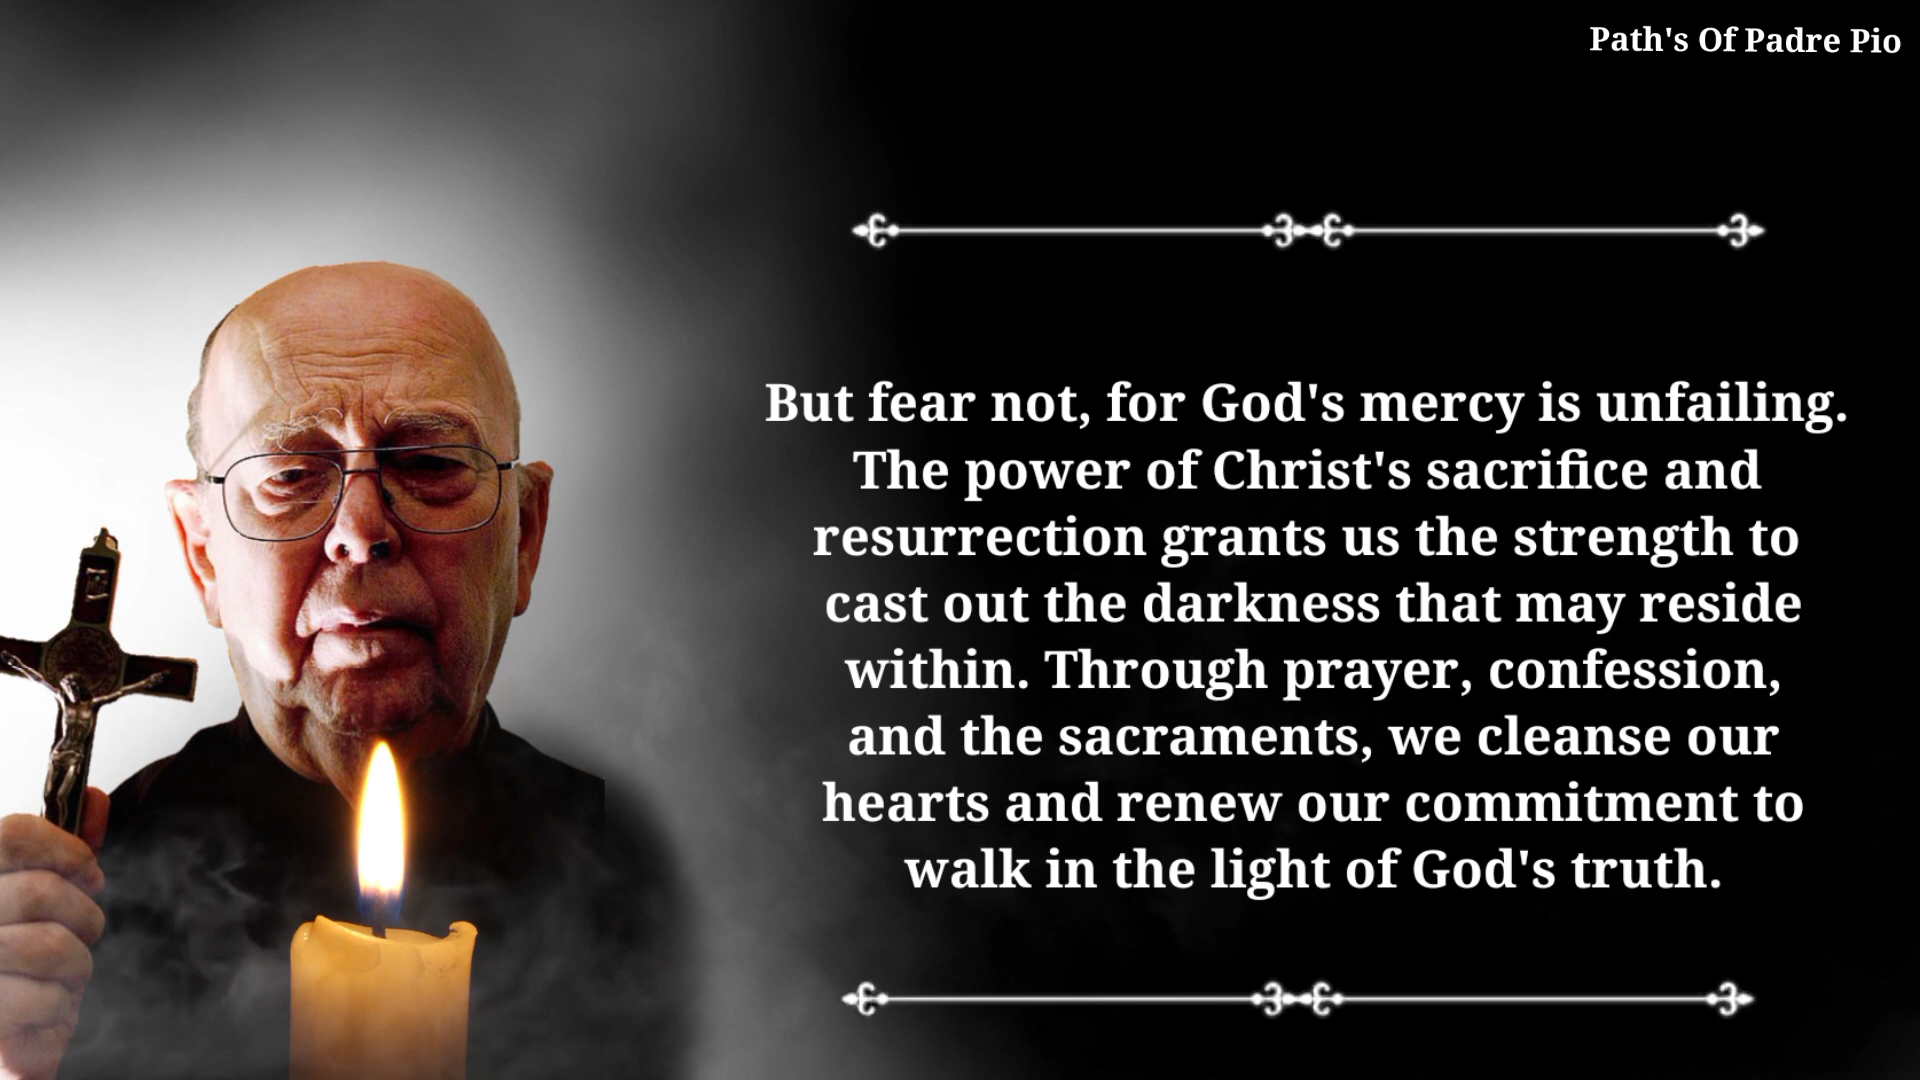 Path's Of Padre Pio
But fear not, for God's mercy is unfailing.
The power of Christ's sacrifice and
resurrection grants us the strength to
cast out the darkness that may reside
within. Through prayer, confession,
and the sacraments, we cleanse our
hearts and renew our commitment to
walk in the light of God's truth.